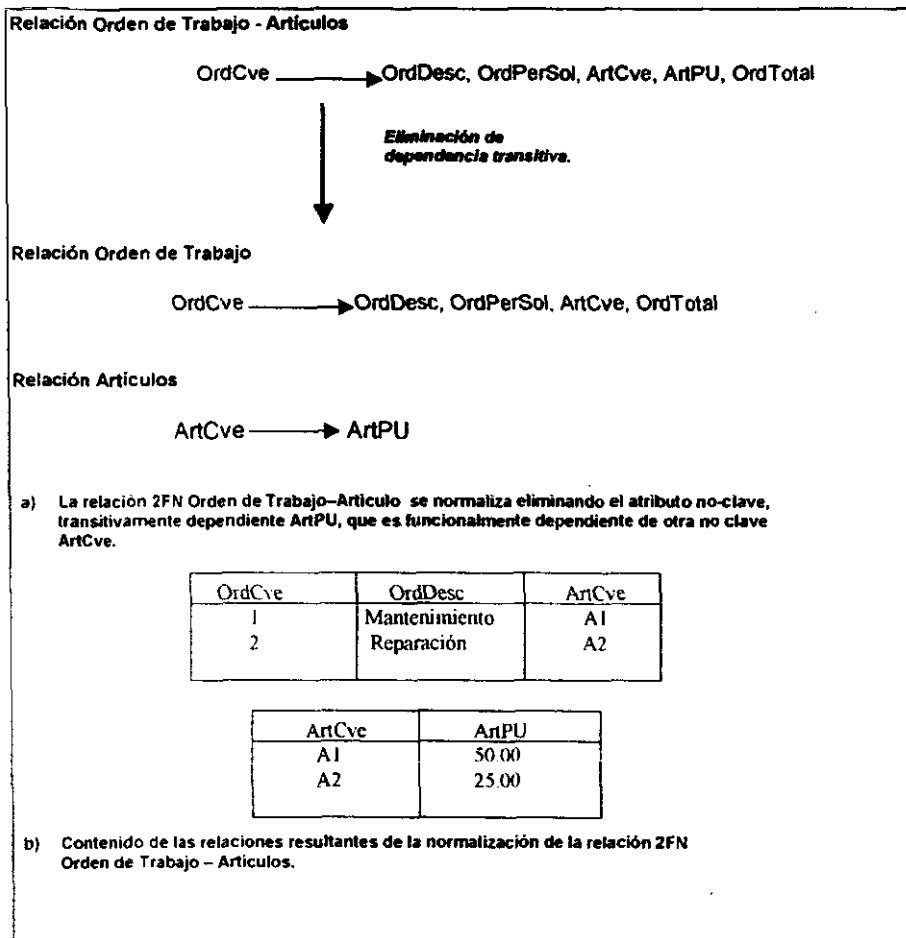 Relación Orden de Trabajo - Artículos
OrdCve OrdDesc, OrdPerSol, ArtCve, ArtPU, OrdTotal
Eliminación de
dependencia transitiva.
Relación Orden de Trabajo
OrdCve OrdDesc, OrdPerSol, ArtCve, OrdTotal
Relación Artículos
ArtCve ArtPU
a) La relación 2FN Orden de Trabajo–Articulo se normaliza eliminando el atributo no-clave,
transitivamente dependiente ArtPU, que es funcionalmente dependiente de otra no clave
ArtCve.
OrdCve OrdDesc ArtCve
1 Mantenimiento A1
2 Reparación A2
ArtCve ArtPU
A1 50.00
A2 25.00
b) Contenido de las relaciones resultantes de la normalización de la relación 2FN
Orden de Trabajo – Articulos.